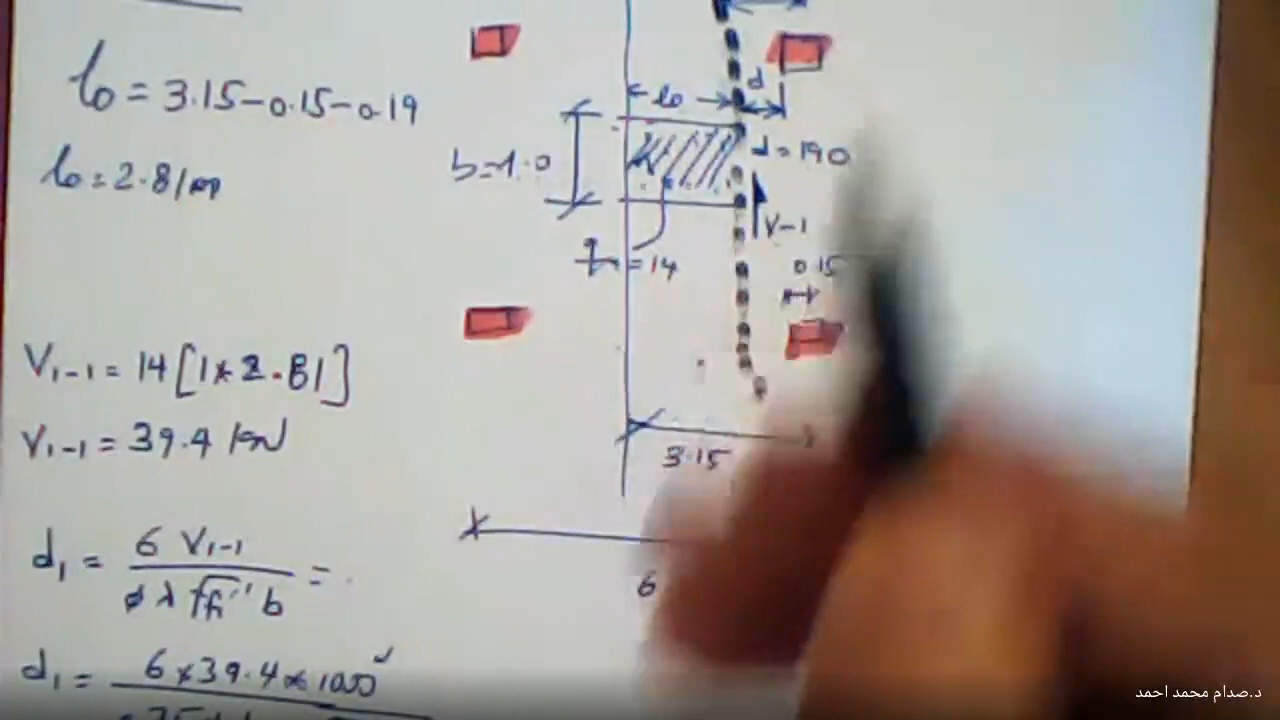 l₀ = 3.15-0.15-0.19
l₀ = 2.81m
V₁₋₁ = 14 [1*2.81]
V₁₋₁ = 39.4 kN
d₁ = 6 V₁₋₁ / ϕ λ √fc' b =
d₁ = 6*39.4*1000
l₀
d
b=1.0
d=190
V1-1
q=14
0.15
3.15
6
د.صدام محمد احمد